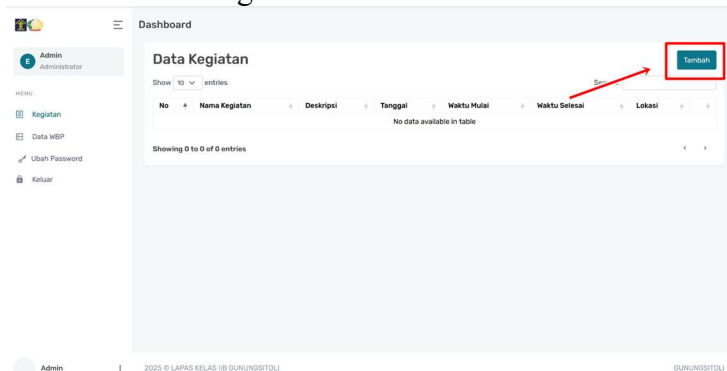 Dashboard
E
Admin
Administrator
MENU
Kegiatan
Data WBP
Ubah Password
Keluar
Data Kegiatan
Tambah
Show 10 entries
No Nama Kegiatan Deskripsi Tanggal Waktu Mulai Waktu Selesai Lokasi
No data available in table
Showing 0 to 0 of 0 entries
Admin
2025 © LAPAS KELAS IIB GUNUNGSITOLI
GUNUNGSITOLI